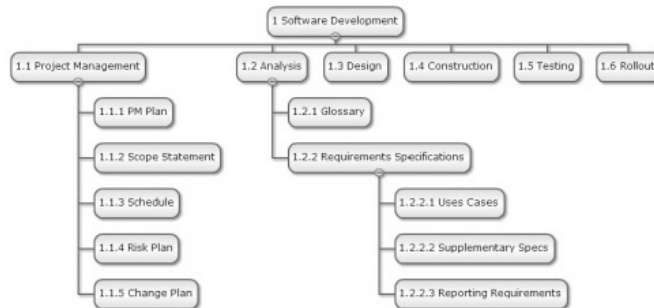 1 Software Development
1.1 Project Management
1.2 Analysis
1.3 Design
1.4 Construction
1.5 Testing
1.6 Rollout
1.1.1 PM Plan
1.2.1 Glossary
1.1.2 Scope Statement
1.2.2 Requirements Specifications
1.1.3 Schedule
1.2.2.1 Uses Cases
1.1.4 Risk Plan
1.2.2.2 Supplementary Specs
1.1.5 Change Plan
1.2.2.3 Reporting Requirements